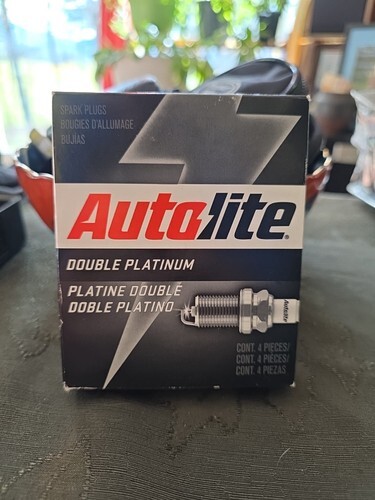 SPARK PLUGS
BOUGIES D'ALLUMAGE
BUJÍAS
Autolite®
DOUBLE PLATINUM
PLATINE DOUBLE
DOBLE PLATINO
Autolite
CONT. 4 PIECES/
CONT. 4 PIÈCES/
CONT. 4 PIEZAS